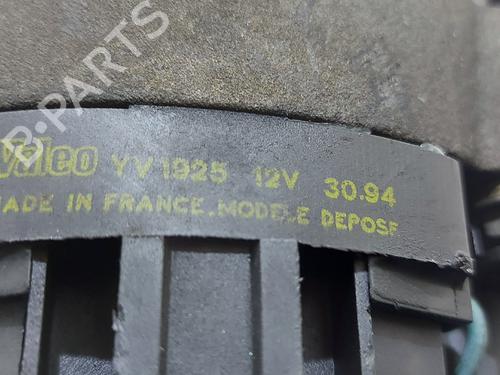 Valeo YV1925 12V 30.94
MADE IN FRANCE.MODELE DEPOSE
B-PARTS